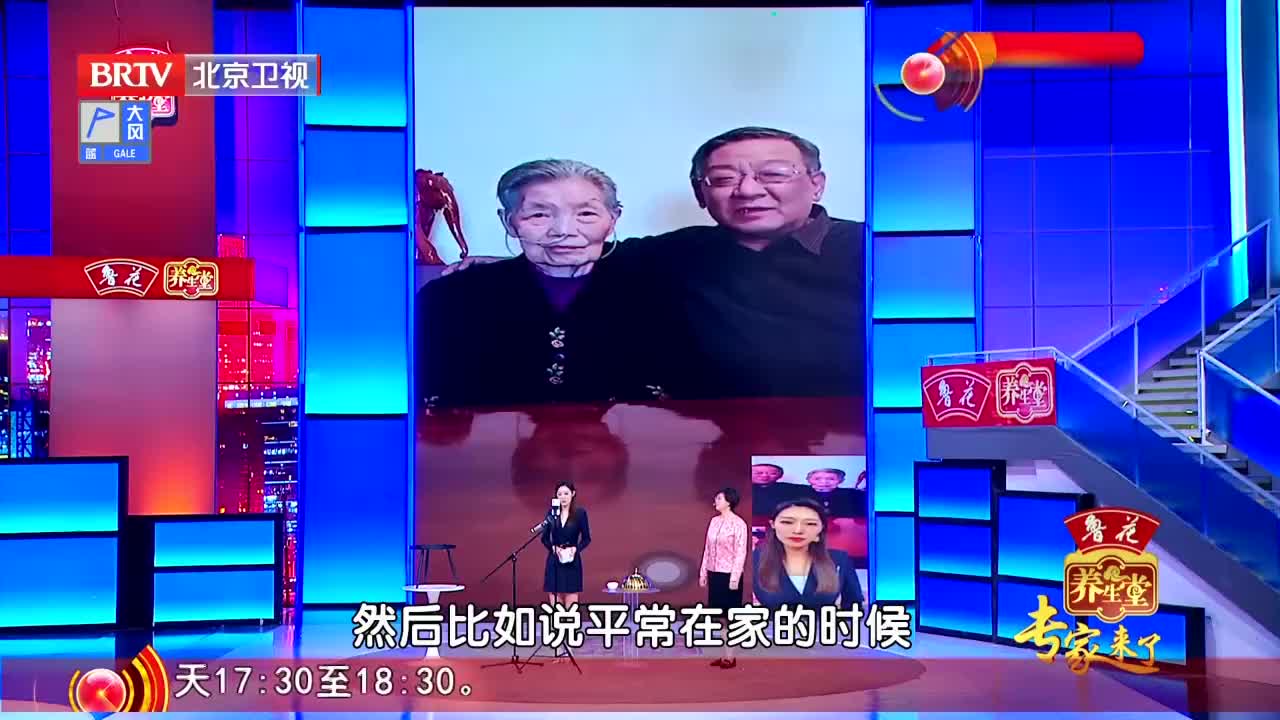 BRTV 北京卫视
大风
蓝 GALE
鲁花 养生堂
鲁花 养生堂
鲁花
养生堂
专家来了
然后比如说平常在家的时候
天17:30至18:30。